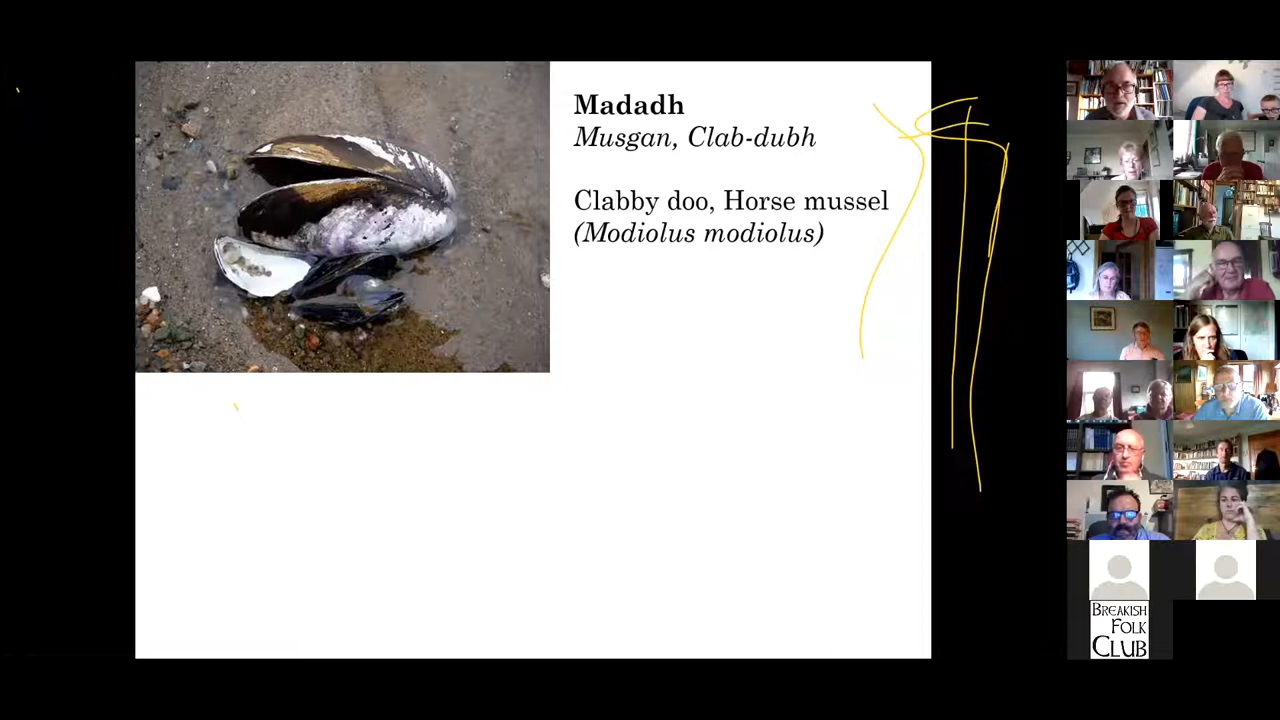 Madadh
Musgan, Clab-dubh
Clabby doo, Horse mussel
(Modiolus modiolus)
BREAKISH
FOLK
CLUB